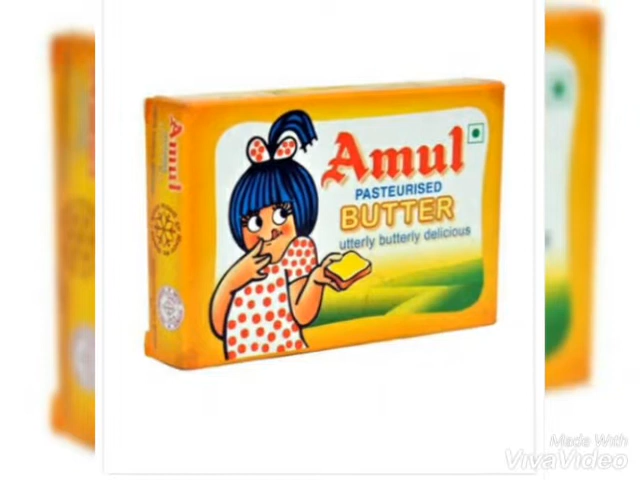 Amul
PASTEURISED
BUTTER
utterly butterly delicious
Amul
Made With
VivaVideo